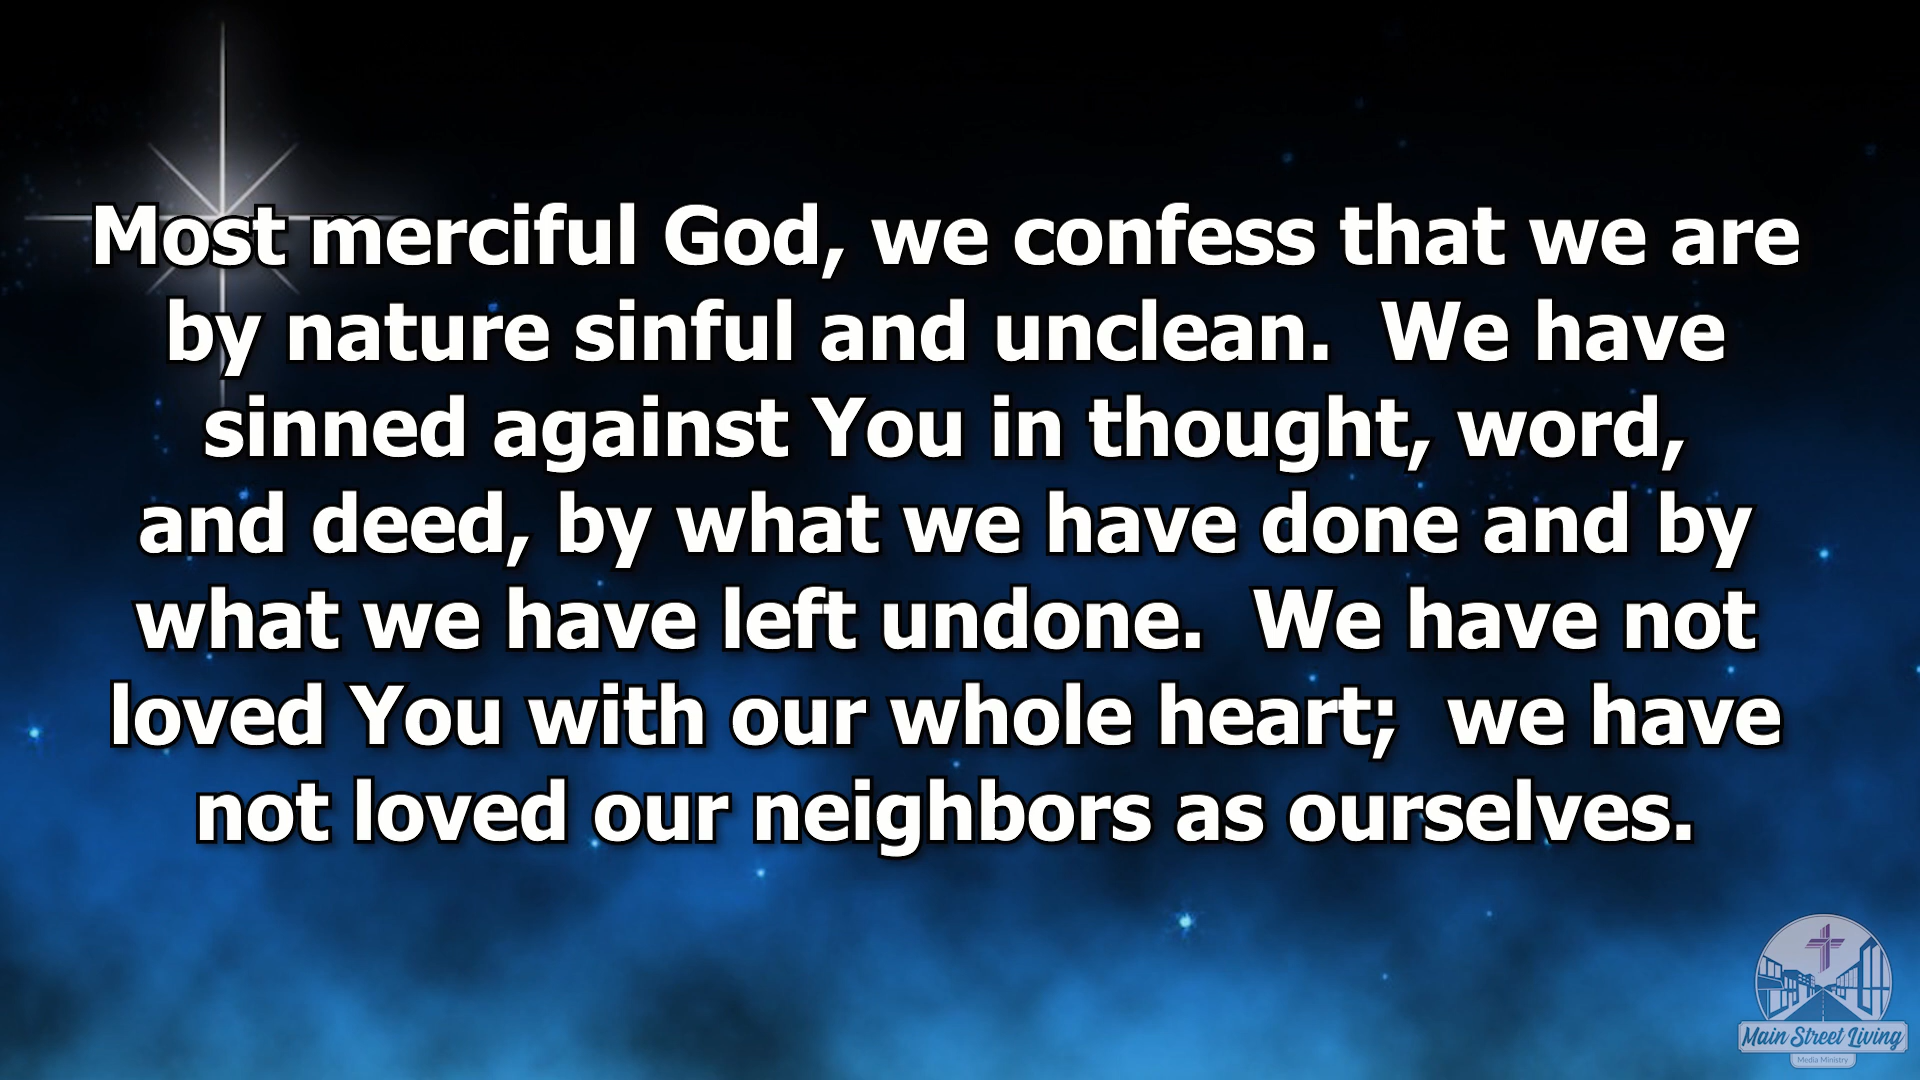 Most merciful God, we confess that we are
by nature sinful and unclean.  We have
sinned against You in thought, word,
and deed, by what we have done and by
what we have left undone.  We have not
loved You with our whole heart;  we have
not loved our neighbors as ourselves.
Main Street Living
Media Ministry